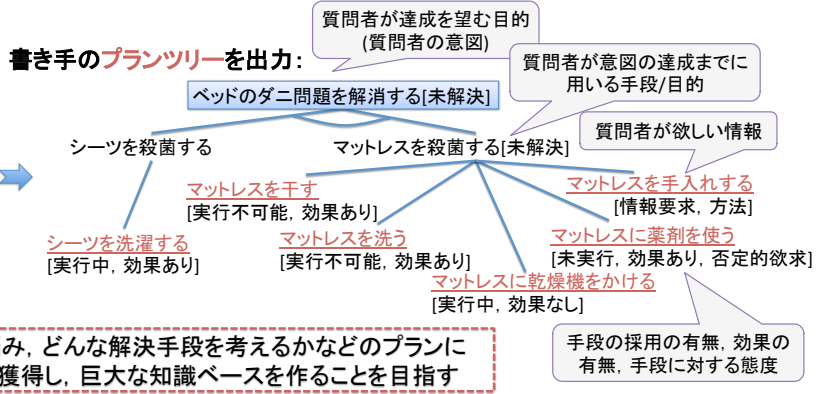 質問者が達成を望む目的
(質問者の意図)
書き手のプランツリーを出力:
質問者が意図の達成までに
用いる手段/目的
ベッドのダニ問題を解消する[未解決]
質問者が欲しい情報
シーツを殺菌する
マットレスを殺菌する[未解決]
マットレスを干す
[実行不可能, 効果あり]
マットレスを手入れする
[情報要求, 方法]
シーツを洗濯する
[実行中, 効果あり]
マットレスを洗う
[実行不可能, 効果あり]
マットレスに薬剤を使う
[未実行, 効果あり, 否定的欲求]
マットレスに乾燥機をかける
[実行中, 効果なし]
み, どんな解決手段を考えるかなどのプランに
獲得し, 巨大な知識ベースを作ることを目指す
手段の採用の有無, 効果の
有無, 手段に対する態度